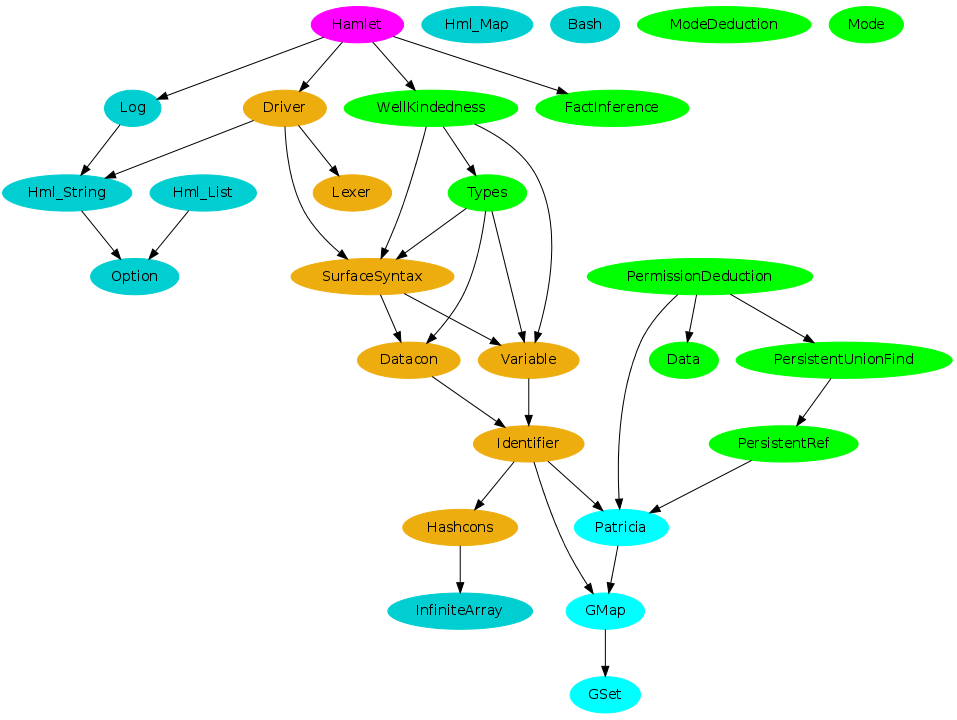 Hamlet
Hml_Map
Bash
ModeDeduction
Mode
Log
Driver
WellKindedness
FactInference
Hml_String
Hml_List
Lexer
Types
Option
SurfaceSyntax
PermissionDeduction
Datacon
Variable
Data
PersistentUnionFind
Identifier
PersistentRef
Hashcons
Patricia
InfiniteArray
GMap
GSet